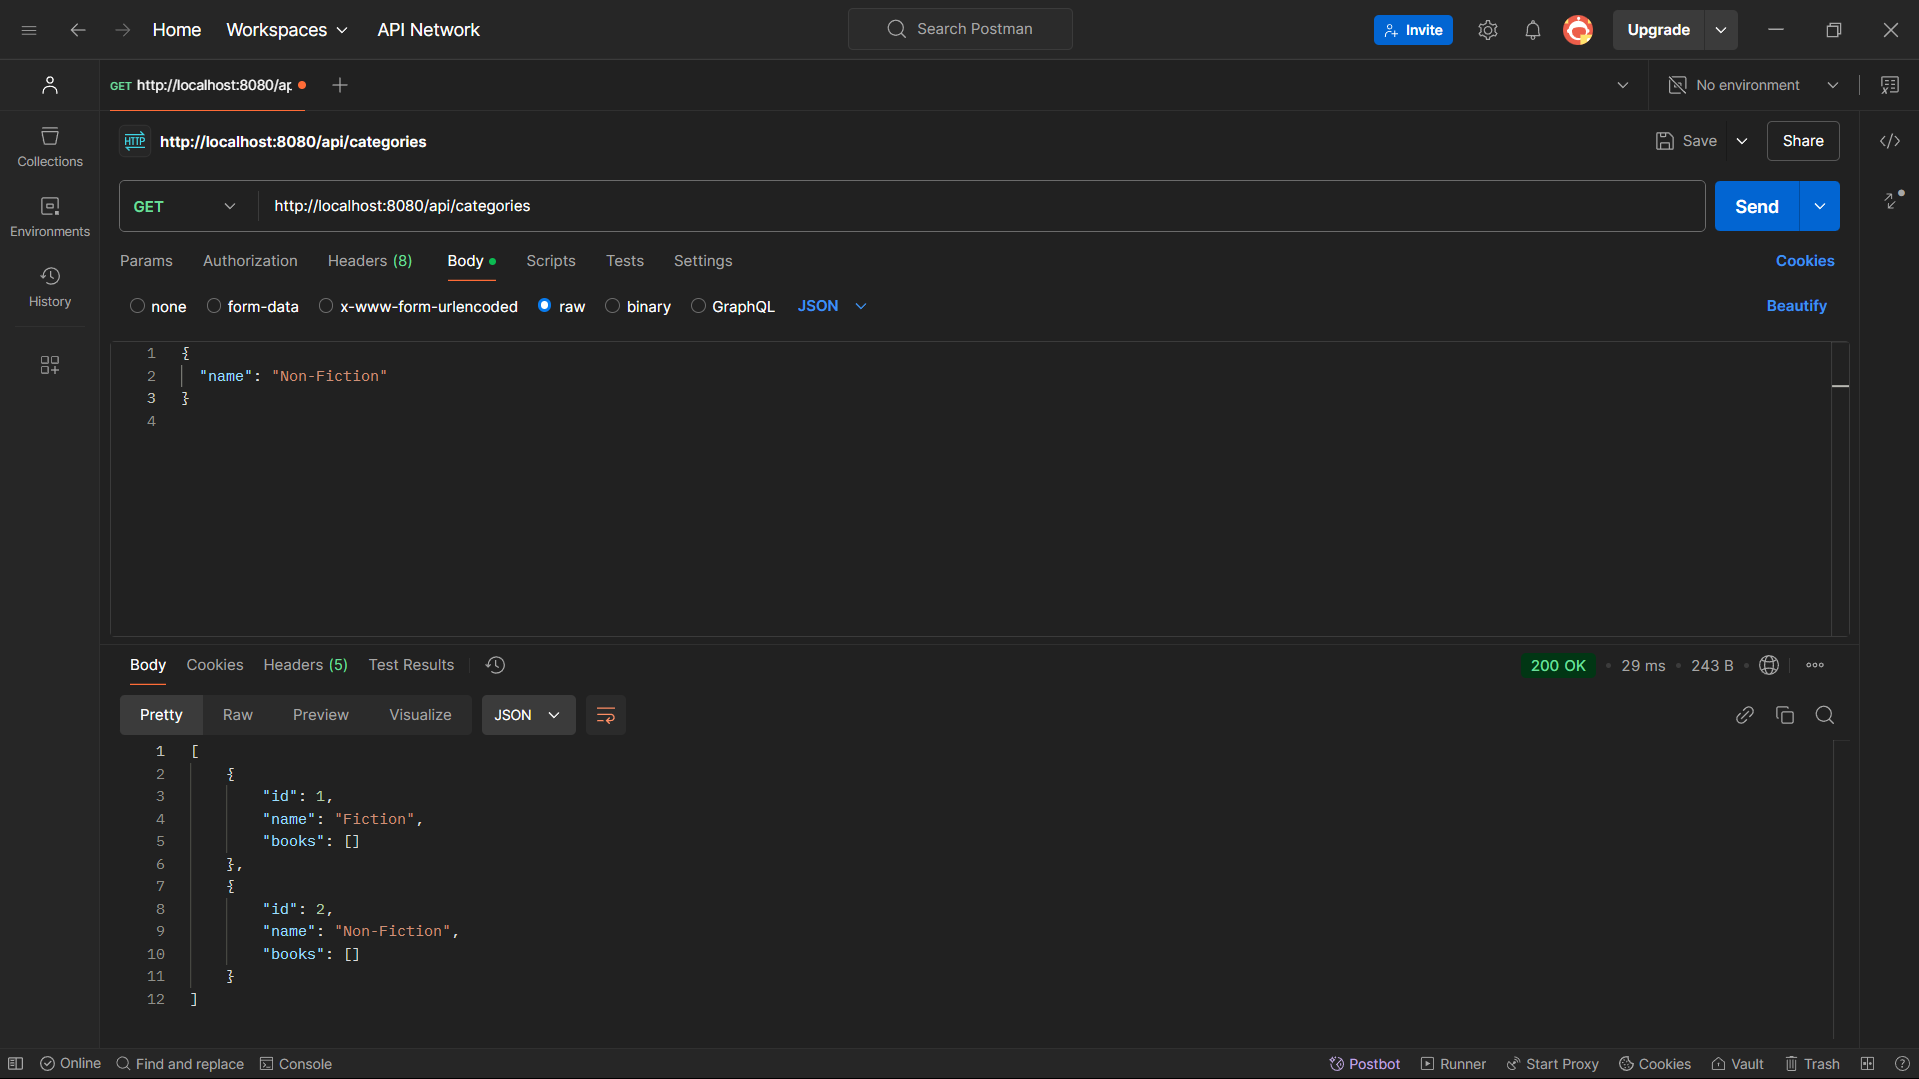 Home Workspaces API Network Search Postman Invite Upgrade
GET http://localhost:8080/ap No environment
HTTP http://localhost:8080/api/categories Save Share
Collections
GET http://localhost:8080/api/categories Send
Environments
Params Authorization Headers (8) Body Scripts Tests Settings Cookies
History
none form-data x-www-form-urlencoded raw binary GraphQL JSON Beautify
1 {
2 "name": "Non-Fiction"
3 }
4
Body Cookies Headers (5) Test Results 200 OK • 29 ms • 243 B
Pretty Raw Preview Visualize JSON
1 [
2 {
3 "id": 1,
4 "name": "Fiction",
5 "books": []
6 },
7 {
8 "id": 2,
9 "name": "Non-Fiction",
10 "books": []
11 }
12 ]
Online Find and replace Console Postbot Runner Start Proxy Cookies Vault Trash